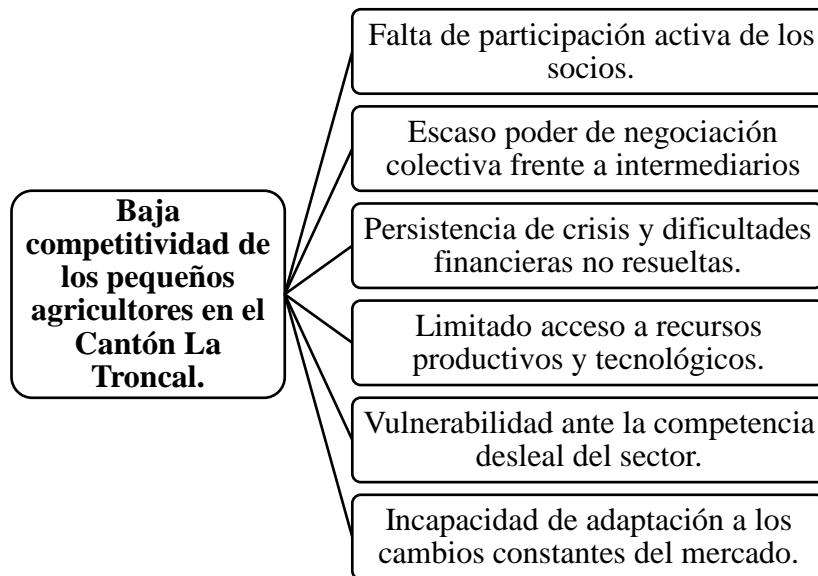 Baja
competitividad de
los pequeños
agricultores en el
Cantón La
Troncal.
Falta de participación activa de los
socios.
Escaso poder de negociación
colectiva frente a intermediarios
Persistencia de crisis y dificultades
financieras no resueltas.
Limitado acceso a recursos
productivos y tecnológicos.
Vulnerabilidad ante la competencia
desleal del sector.
Incapacidad de adaptación a los
cambios constantes del mercado.